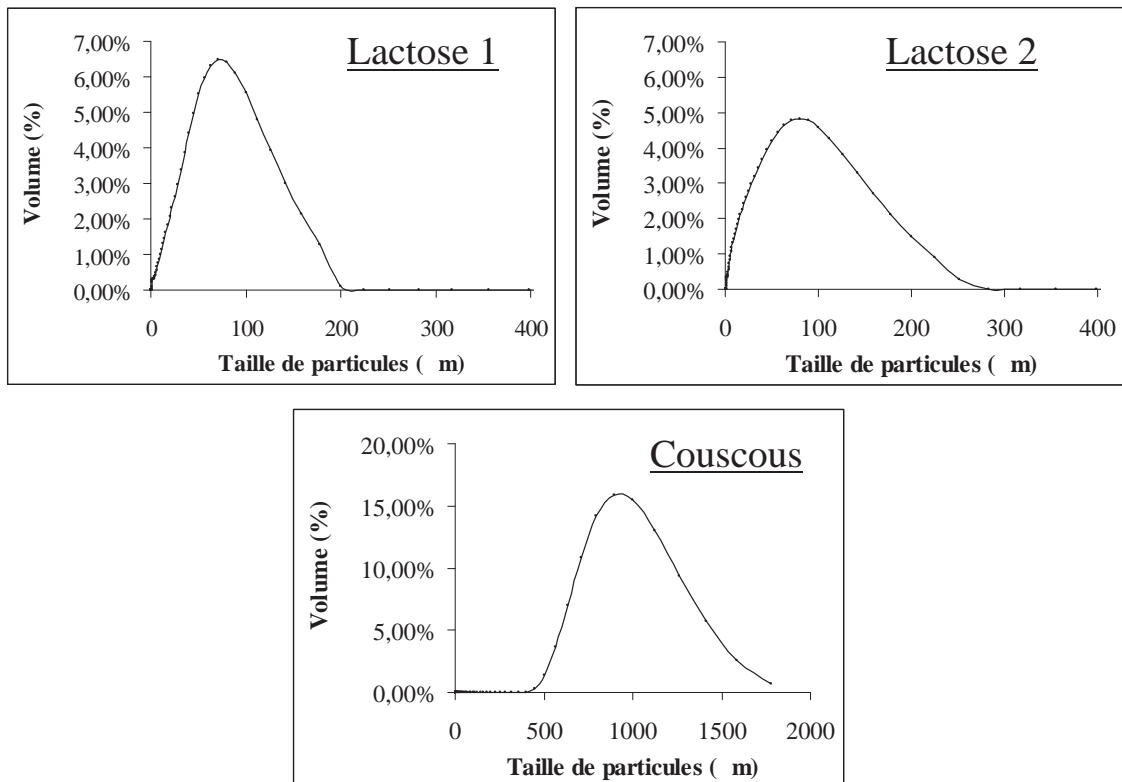 Lactose 1
7,00%
6,00%
5,00%
4,00%
3,00%
2,00%
1,00%
0,00%
Volume (%)
0 100 200 300 400
Taille de particules ( m)
Lactose 2
7,00%
6,00%
5,00%
4,00%
3,00%
2,00%
1,00%
0,00%
Volume (%)
0 100 200 300 400
Taille de particules ( m)
Couscous
20,00%
15,00%
10,00%
5,00%
0,00%
Volume (%)
0 500 1000 1500 2000
Taille de particules ( m)